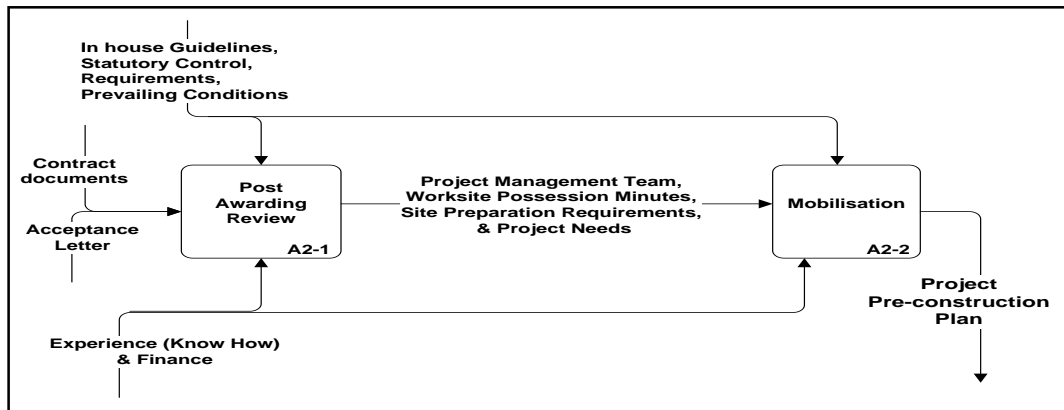 In house Guidelines,
Statutory Control,
Requirements,
Prevailing Conditions
Contract
documents
Acceptance
Letter
Post
Awarding
Review
A2-1
Project Management Team,
Worksite Possession Minutes,
Site Preparation Requirements,
& Project Needs
Mobilisation
A2-2
Project
Pre-construction
Plan
Experience (Know How)
& Finance